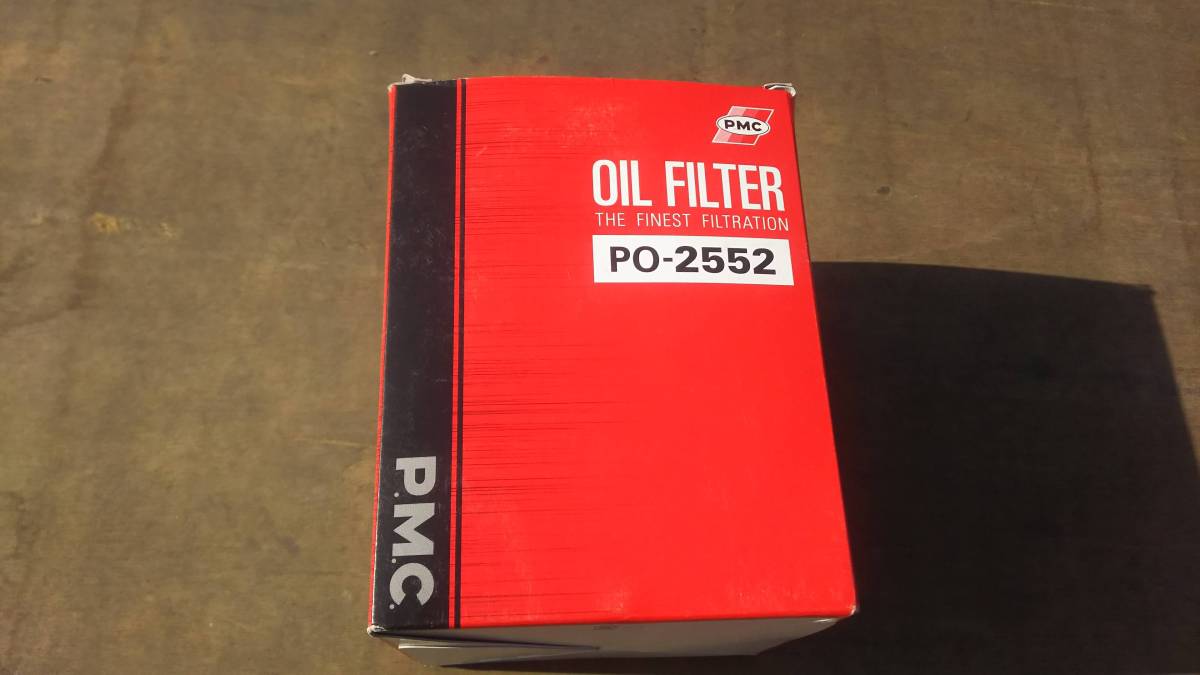 PMC
OIL FILTER
THE FINEST FILTRATION
PO-2552
P.M.C.